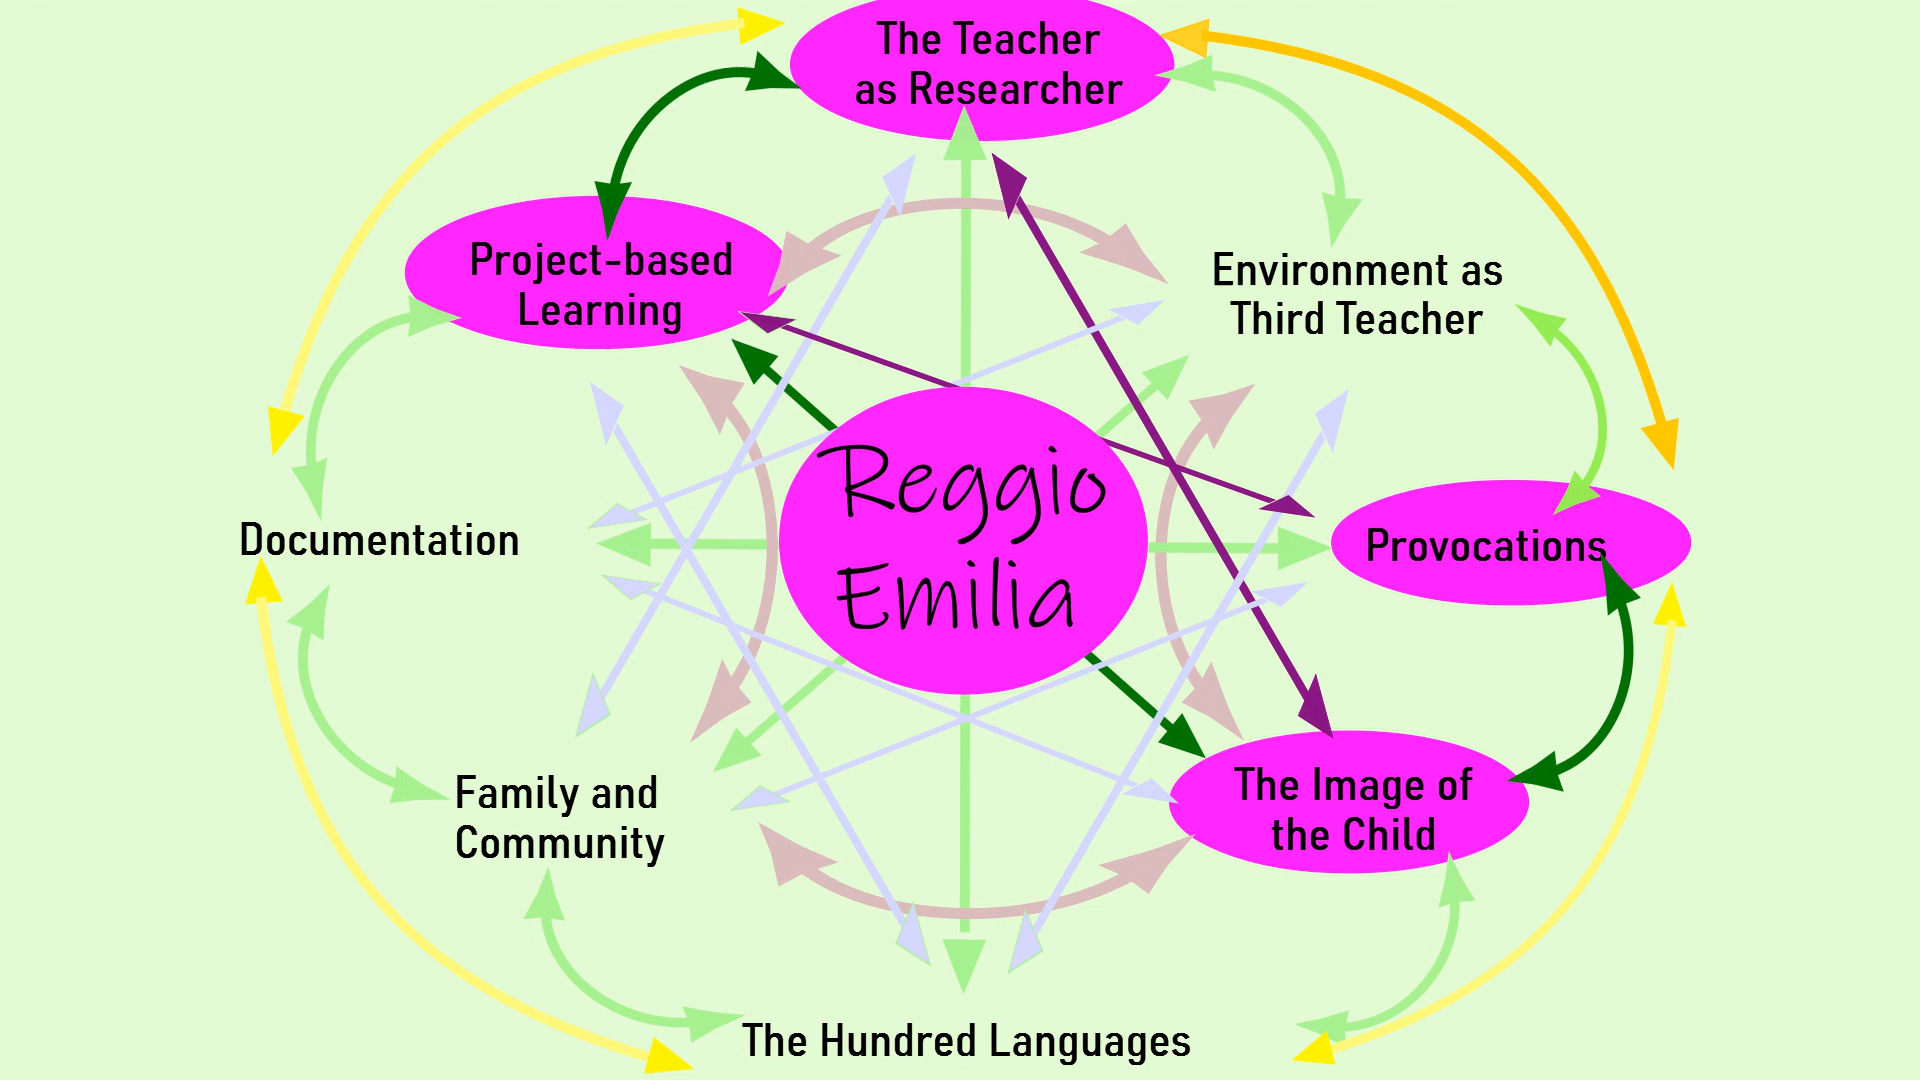 The Teacher
as Researcher
Project-based
Learning
Environment as
Third Teacher
Reggio
Emilia
Documentation
Provocations
Family and
Community
The Image of
the Child
The Hundred Languages